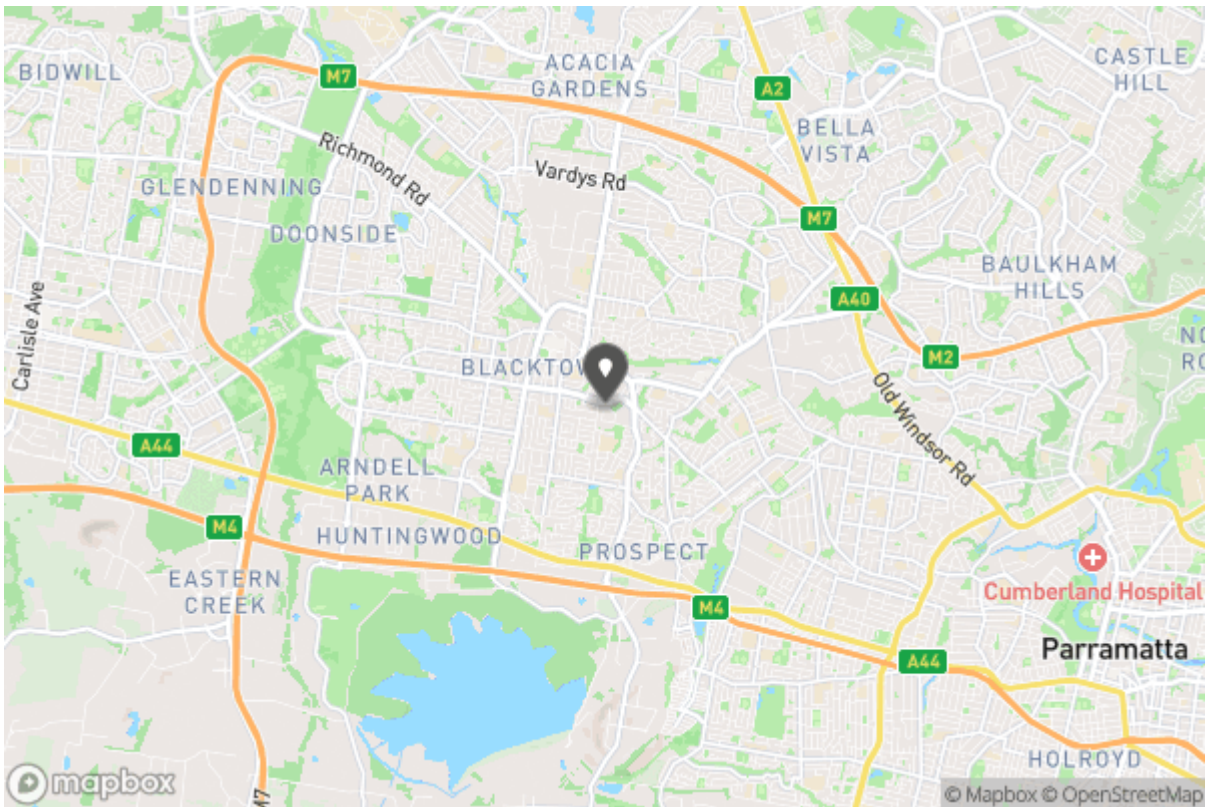 CASTLE
HILL
BIDWILL
ACACIA
GARDENS
M7
A2
BELLA
VISTA
Richmond Rd
Vardys Rd
GLENDENNING
M7
DOONSIDE
BAULKHAM
HILLS
A40
Carlisle Ave
M2
BLACKTOW
Old Windsor Rd
A44
ARNDELL
PARK
M4
HUNTINGWOOD
PROSPECT
EASTERN
CREEK
Cumberland Hospital
M4
Parramatta
A44
HOLROYD
mapbox
© Mapbox © OpenStreetMap